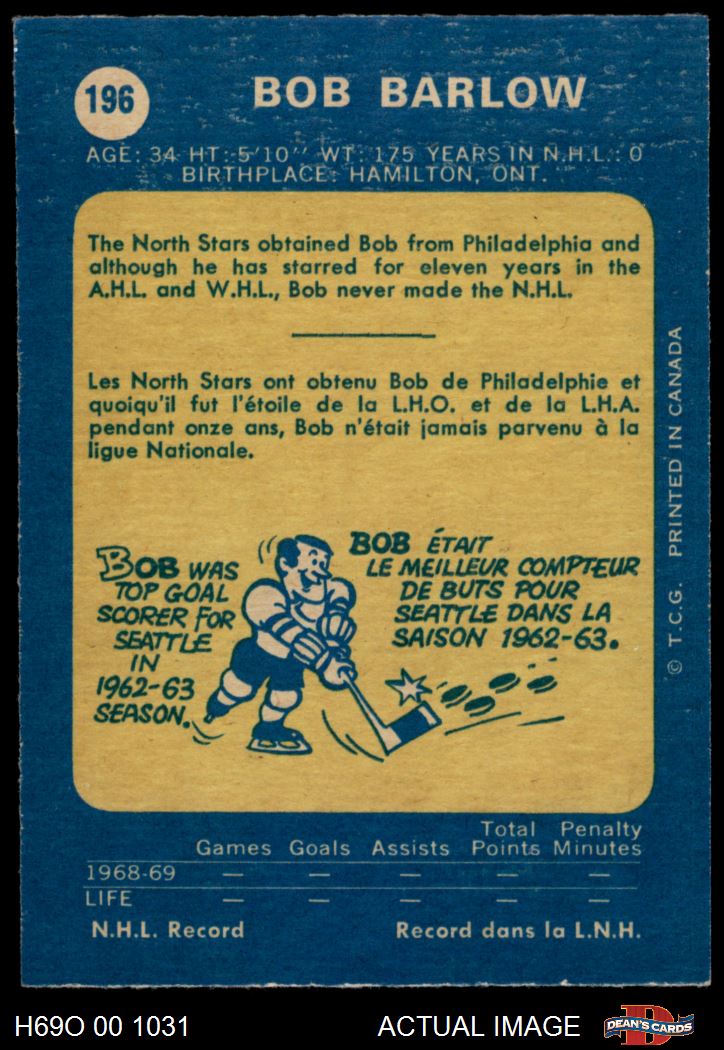 196
BOB BARLOW
AGE: 34 HT: 5'10'' WT: 175 YEARS IN N.H.L.: 0
BIRTHPLACE: HAMILTON, ONT.
The North Stars obtained Bob from Philadelphia and
although he has starred for eleven years in the
A.H.L. and W.H.L., Bob never made the N.H.L.
Les North Stars ont obtenu Bob de Philadelphie et
quoiqu'il fut l'étoile de la L.H.O. et de la L.H.A.
pendant onze ans, Bob n'était jamais parvenu à la
ligue Nationale.
BOB WAS
TOP GOAL
SCORER FOR
SEATTLE
IN
1962-63
SEASON.
BOB ÉTAIT
LE MEILLEUR COMPTEUR
DE BUTS POUR
SEATTLE DANS LA
SAISON 1962-63.
© T.C.G. PRINTED IN CANADA
Games Goals Assists Total Points Penalty Minutes
1968-69 — — — — —
LIFE — — — — —
N.H.L. Record Record dans la L.N.H.
H69O 00 1031 ACTUAL IMAGE D DEAN'S CARDS